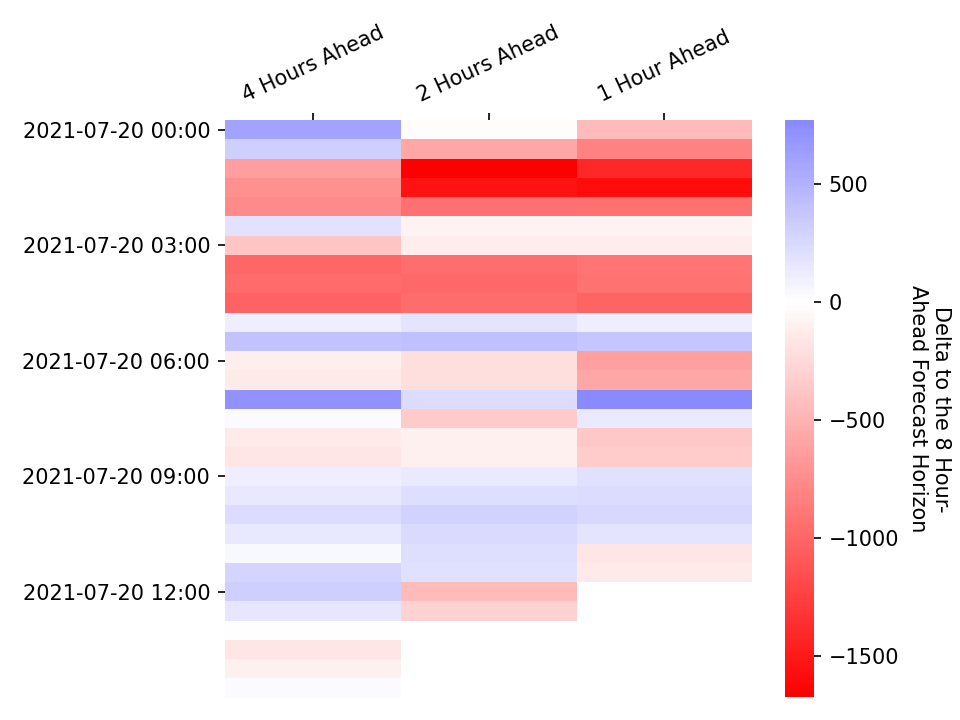 4 Hours Ahead
2 Hours Ahead
1 Hour Ahead
2021-07-20 00:00
2021-07-20 03:00
2021-07-20 06:00
2021-07-20 09:00
2021-07-20 12:00
500
0
−500
−1000
−1500
Delta to the 8 Hour-
Ahead Forecast Horizon